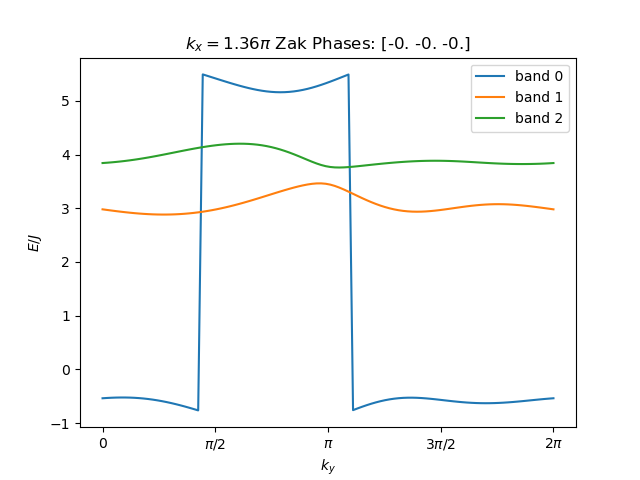 $k_x = 1.36\pi$ Zak Phases: [-0. -0. -0.]
band 0
band 1
band 2
E/J
5
4
3
2
1
0
−1
0
π/2
π
3π/2
2π
$k_y$